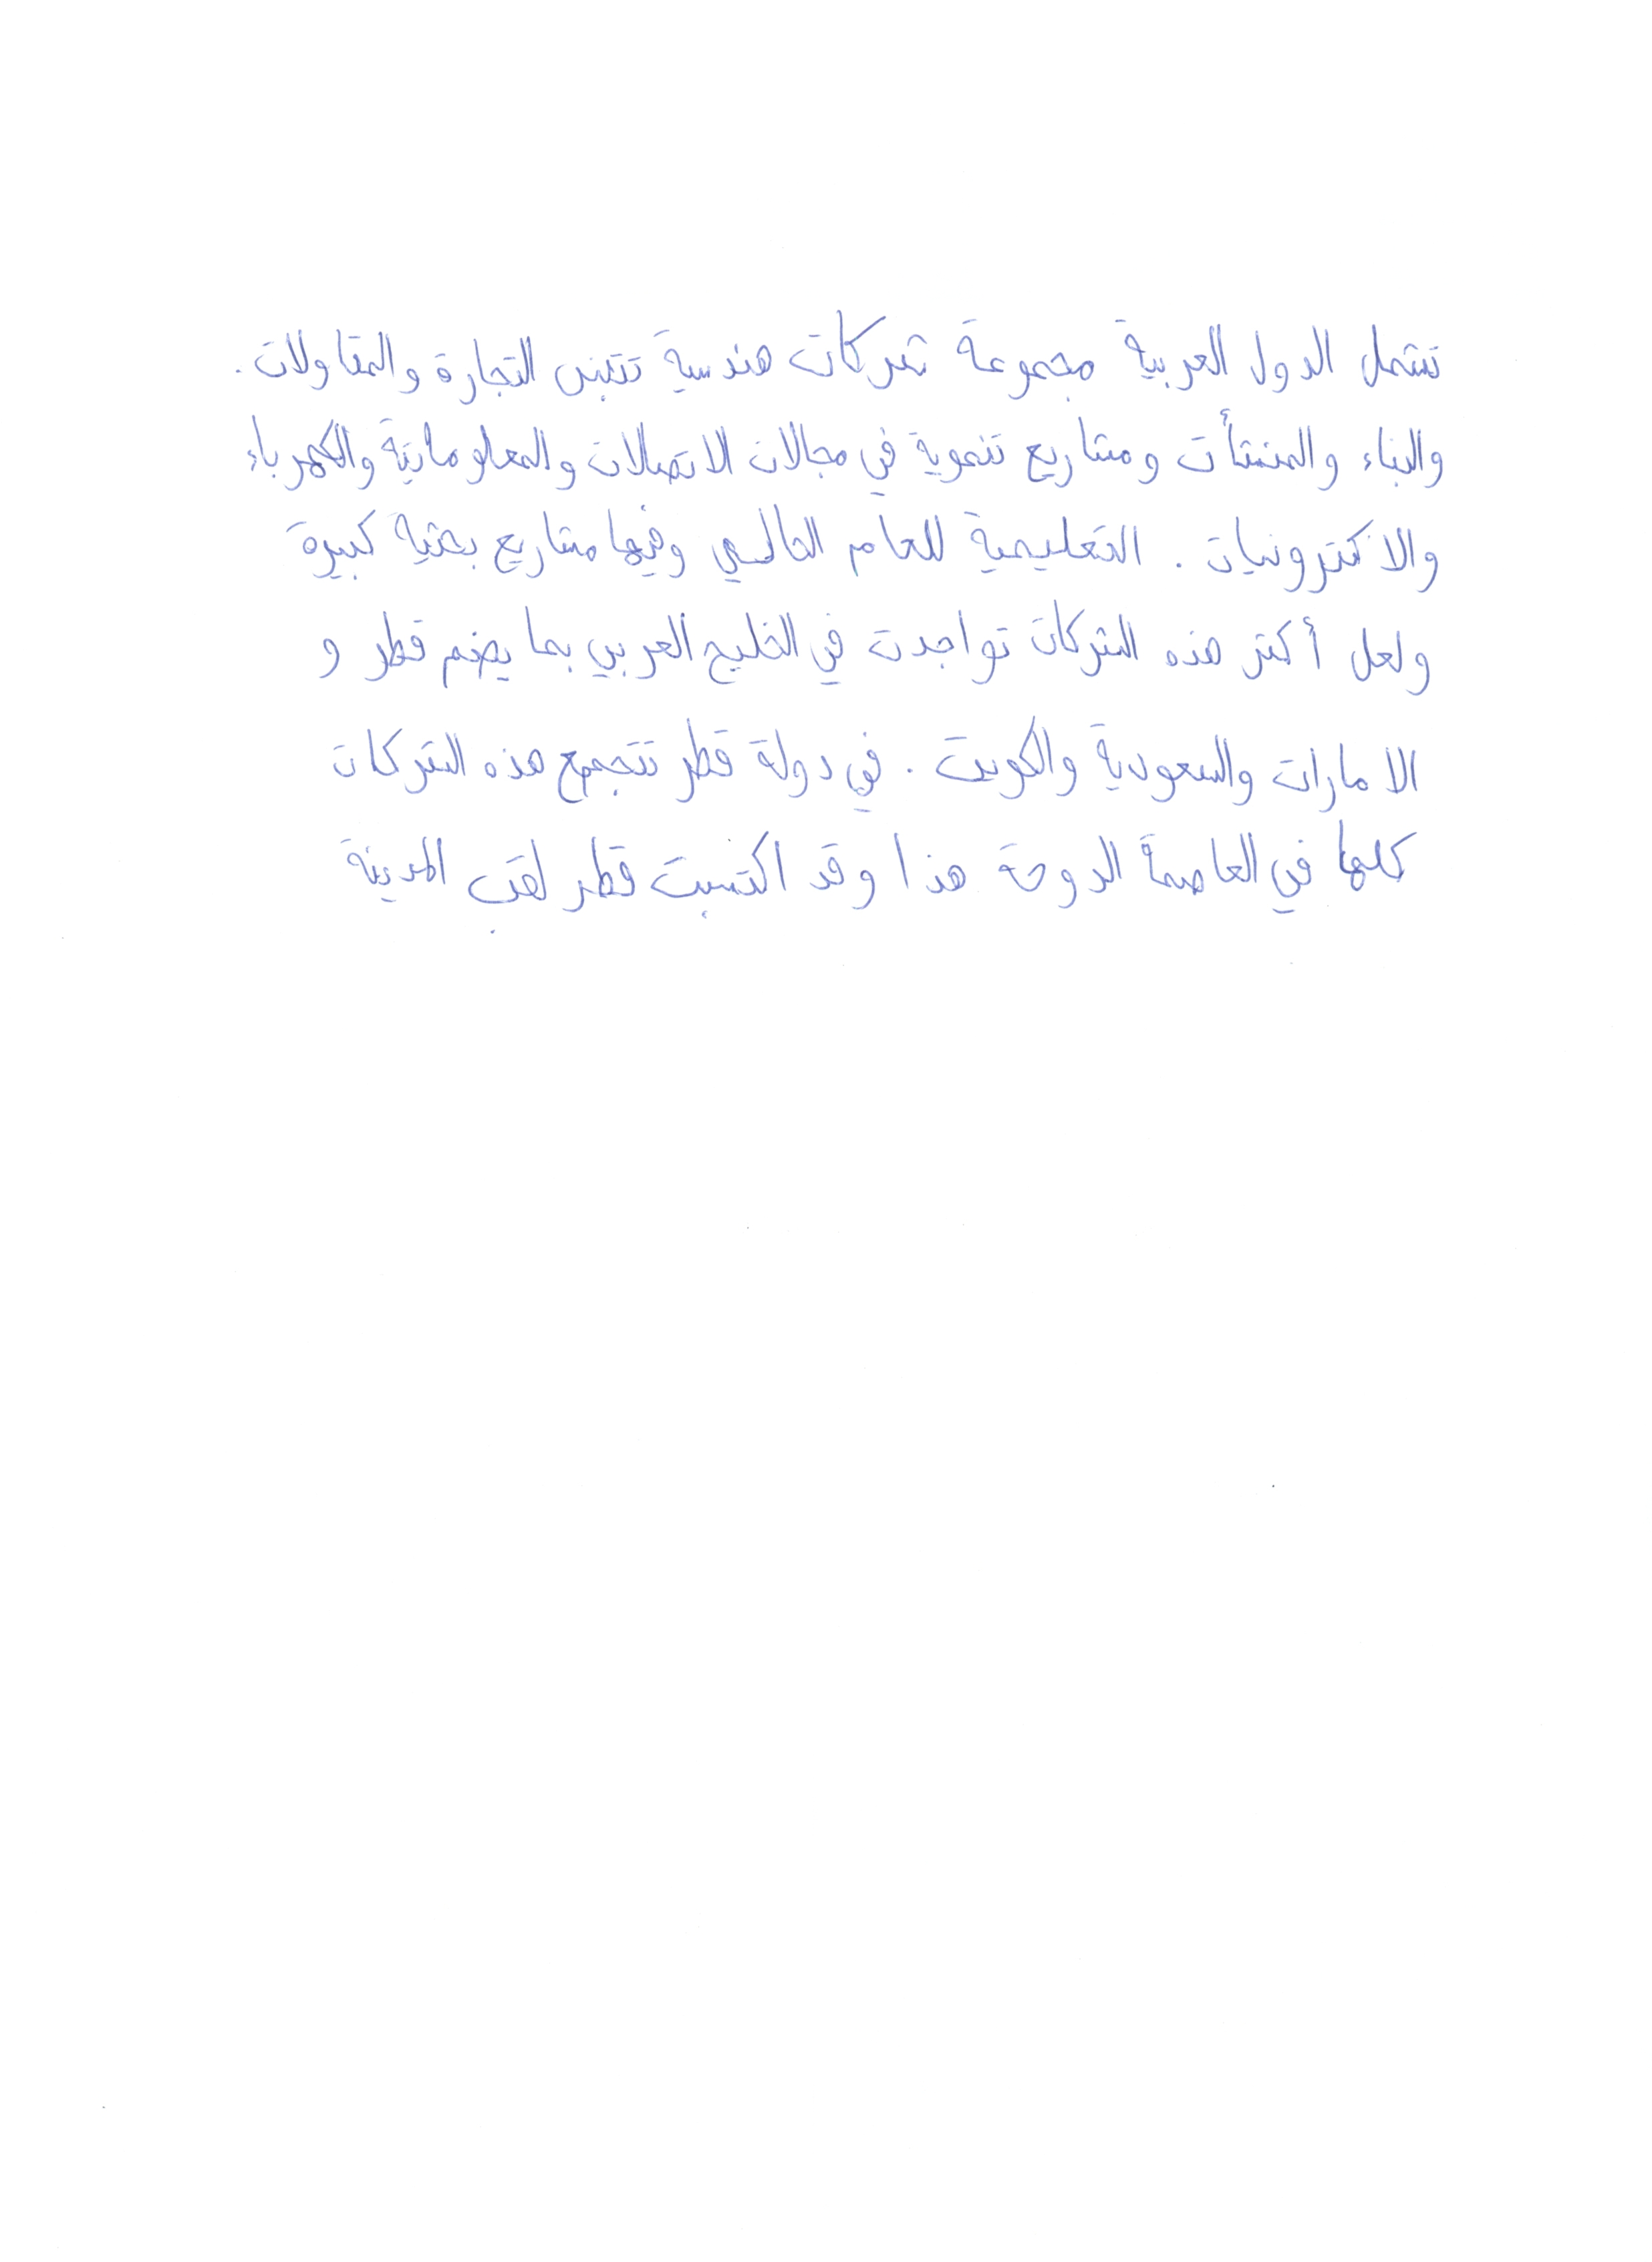 تشمل الدول العربية مجموعة شركات هندسية تتبنى التجارة والمقاولات.
والبناء والمنشأت ومشاريع تنموية في مجالات الاتصالات والمعلوماتية والكهرباء
والاكترونيات. التعليمية للعام الحالي وفيها مشاريع بحثية كبيرة
ولعل أكثر هذه الشركات تواجدت في الخليج العربي بما يضم قطر و
الامارات والسعودية والكويت. في دولة قطر تتجمع هذه الشركات
كلها في العاصمة الدوحة هذا وقد اكتسبت قطر لقب المدينة